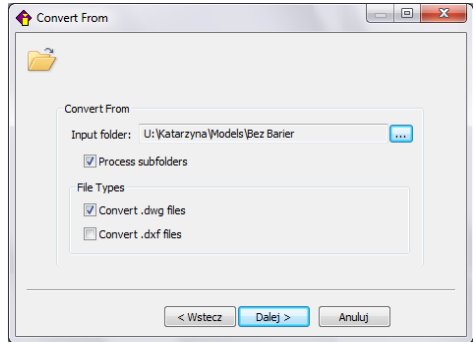 Convert From
Convert From
Input folder: U:\Katarzyna\Models\Bez Barier ...
Process subfolders
File Types
Convert .dwg files
Convert .dxf files
< Wstecz Dalej > Anuluj